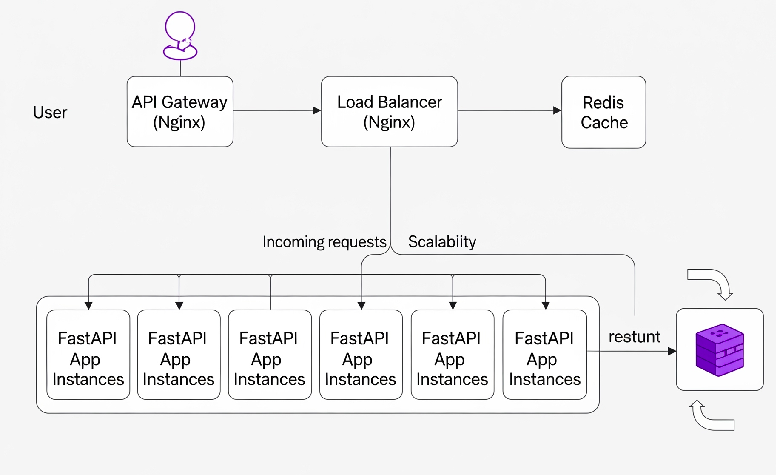 User
API Gateway
(Nginx)
Load Balancer
(Nginx)
Redis
Cache
Incoming requests
Scalabiity
FastAPI
App
Instances
FastAPI
App
Instances
FastAPI
App
Instances
FastAPI
App
Instances
FastAPI
App
Instances
FastAPI
App
Instances
restunt